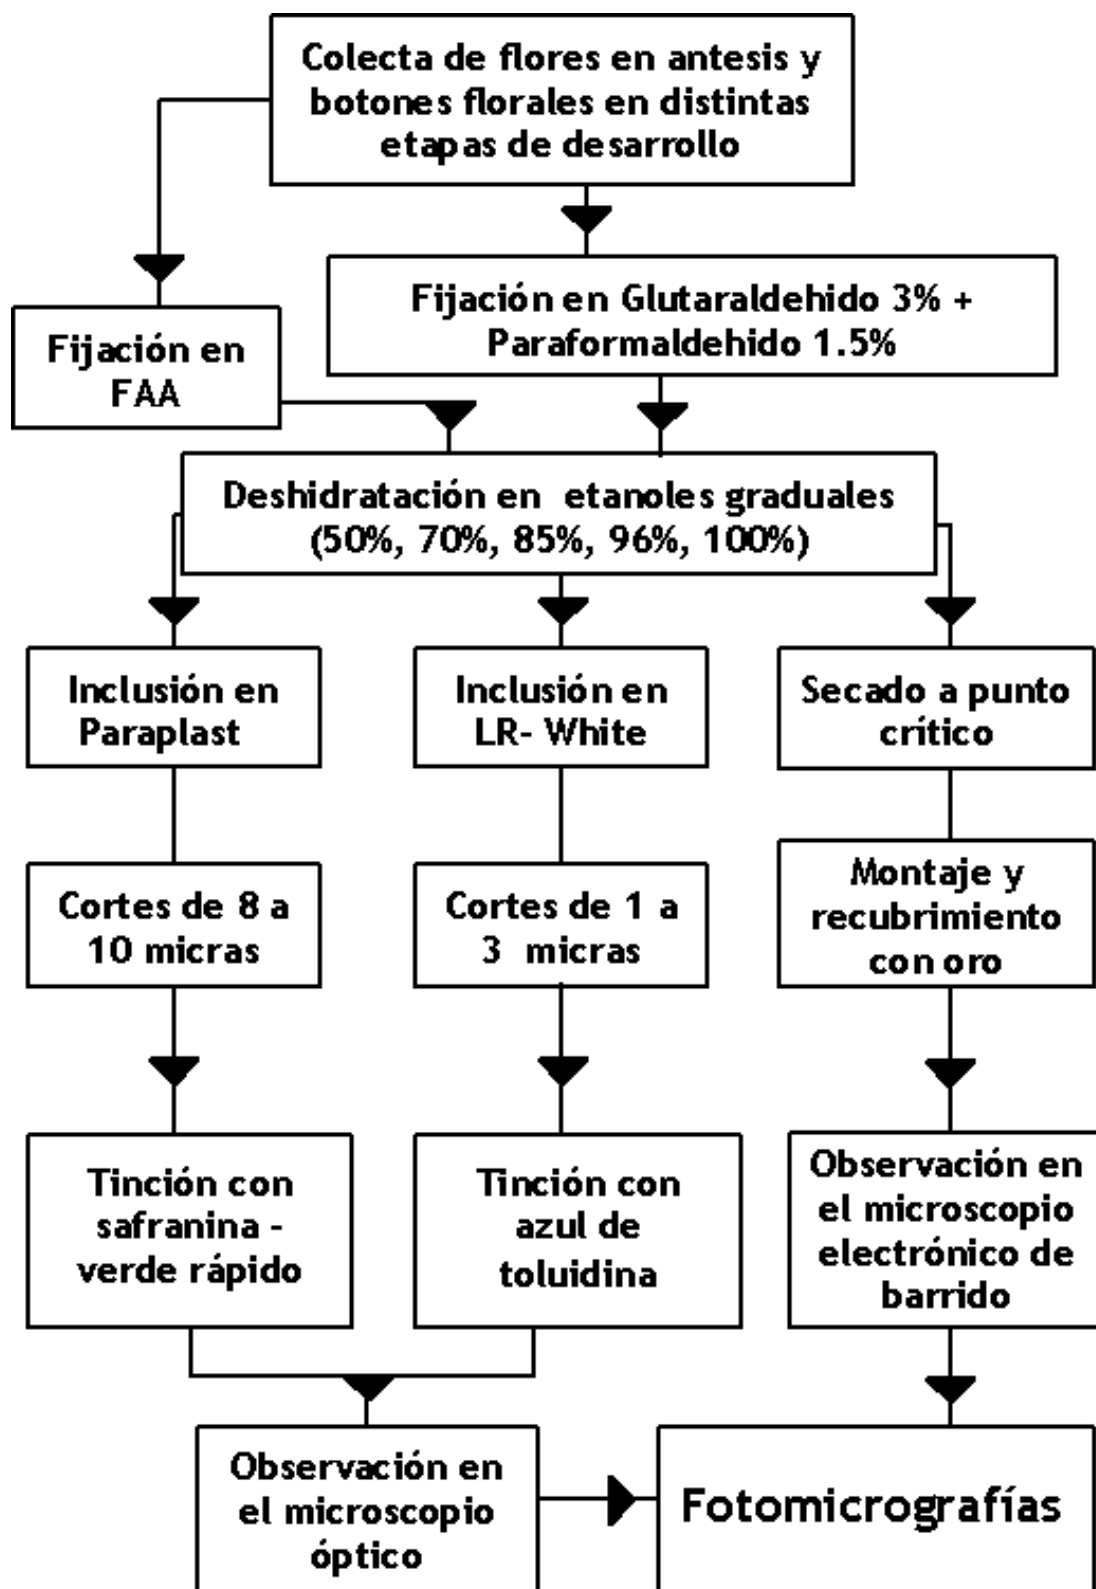 Colecta de flores en antesis y
botones florales en distintas
etapas de desarrollo
Fijación en Glutaraldehido 3% +
Paraformaldehido 1.5%
Fijación en
FAA
Deshidratación en etanoles graduales
(50%, 70%, 85%, 96%, 100%)
Inclusión en
Paraplast
Inclusión en
LR- White
Secado a punto
crítico
Cortes de 8 a
10 micras
Cortes de 1 a
3 micras
Montaje y
recubrimiento
con oro
Tinción con
safranina -
verde rápido
Tinción con
azul de
toluidina
Observación en
el microscopio
electrónico de
barrido
Observación en
el microscopio
óptico
Fotomicrografías